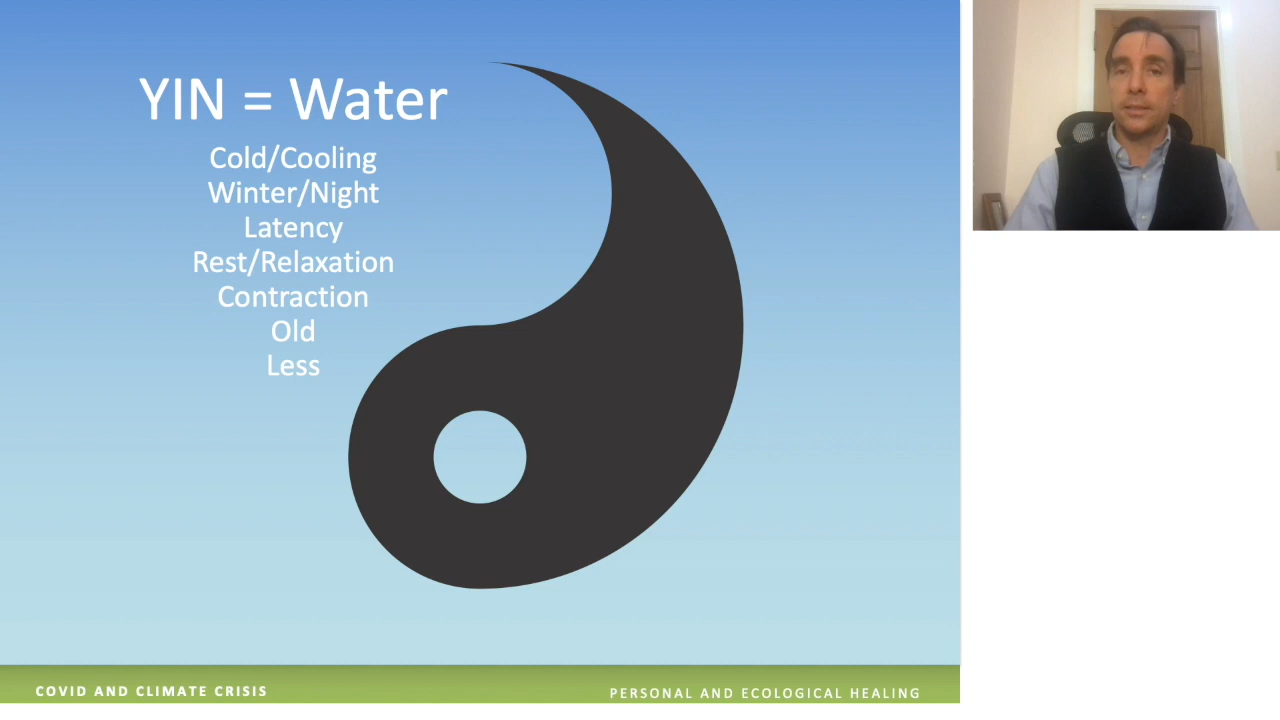 YIN = Water
Cold/Cooling
Winter/Night
Latency
Rest/Relaxation
Contraction
Old
Less
COVID AND CLIMATE CRISIS
PERSONAL AND ECOLOGICAL HEALING